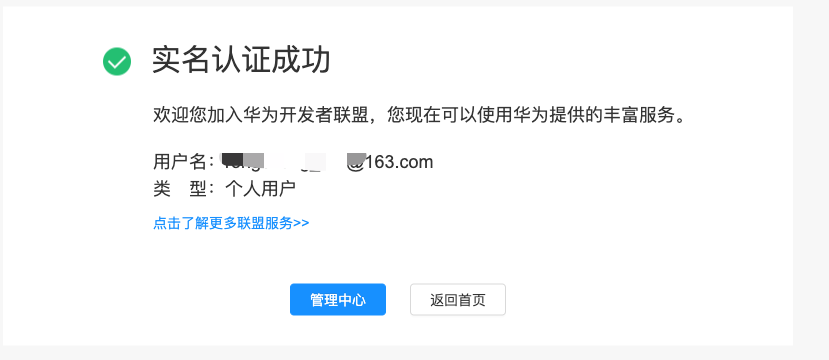 实名认证成功
欢迎您加入华为开发者联盟，您现在可以使用华为提供的丰富服务。
用户名：@163.com
类 型：个人用户
点击了解更多联盟服务>>
管理中心
返回首页